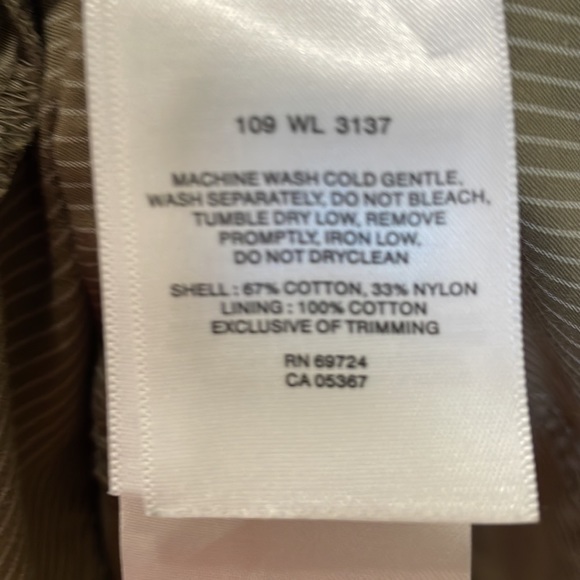 109 WL 3137
MACHINE WASH COLD GENTLE,
WASH SEPARATELY, DO NOT BLEACH,
TUMBLE DRY LOW, REMOVE
PROMPTLY, IRON LOW,
DO NOT DRYCLEAN
SHELL : 67% COTTON, 33% NYLON
LINING : 100% COTTON
EXCLUSIVE OF TRIMMING
RN 69724
CA 05367